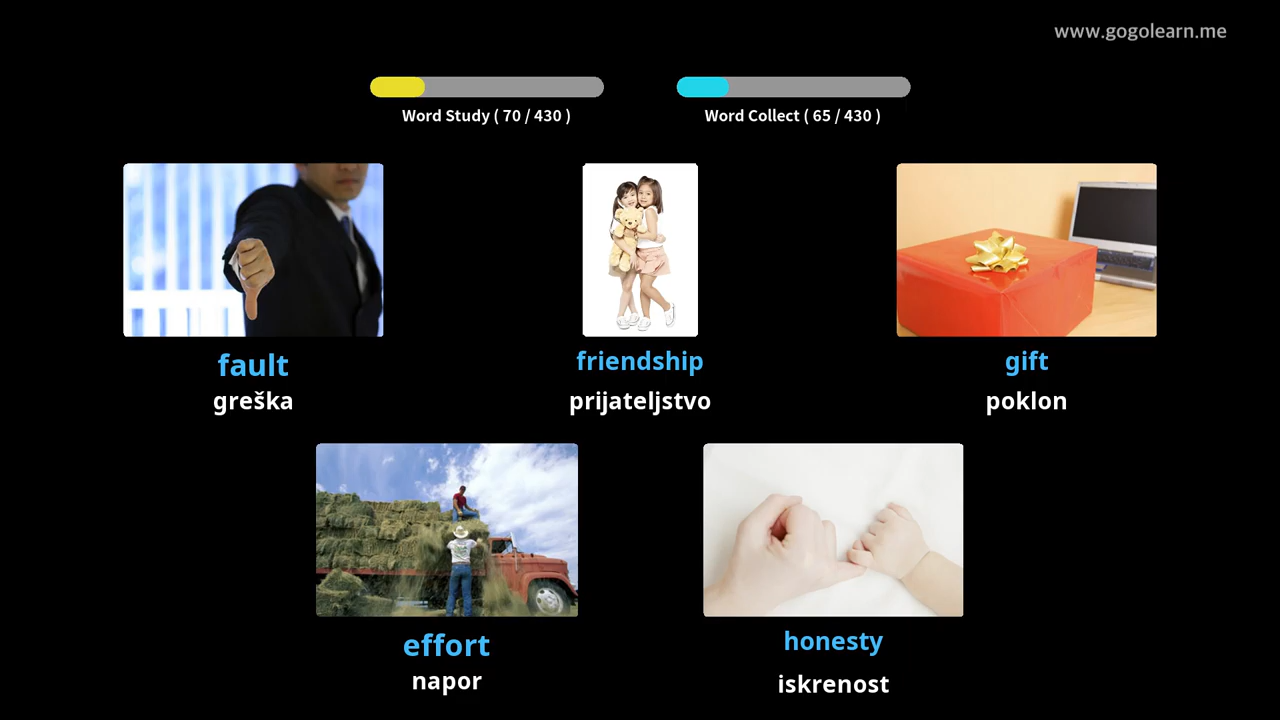 www.gogolearn.me
Word Study ( 70 / 430 )
Word Collect ( 65 / 430 )
fault
greška
friendship
prijateljstvo
gift
poklon
effort
napor
honesty
iskrenost